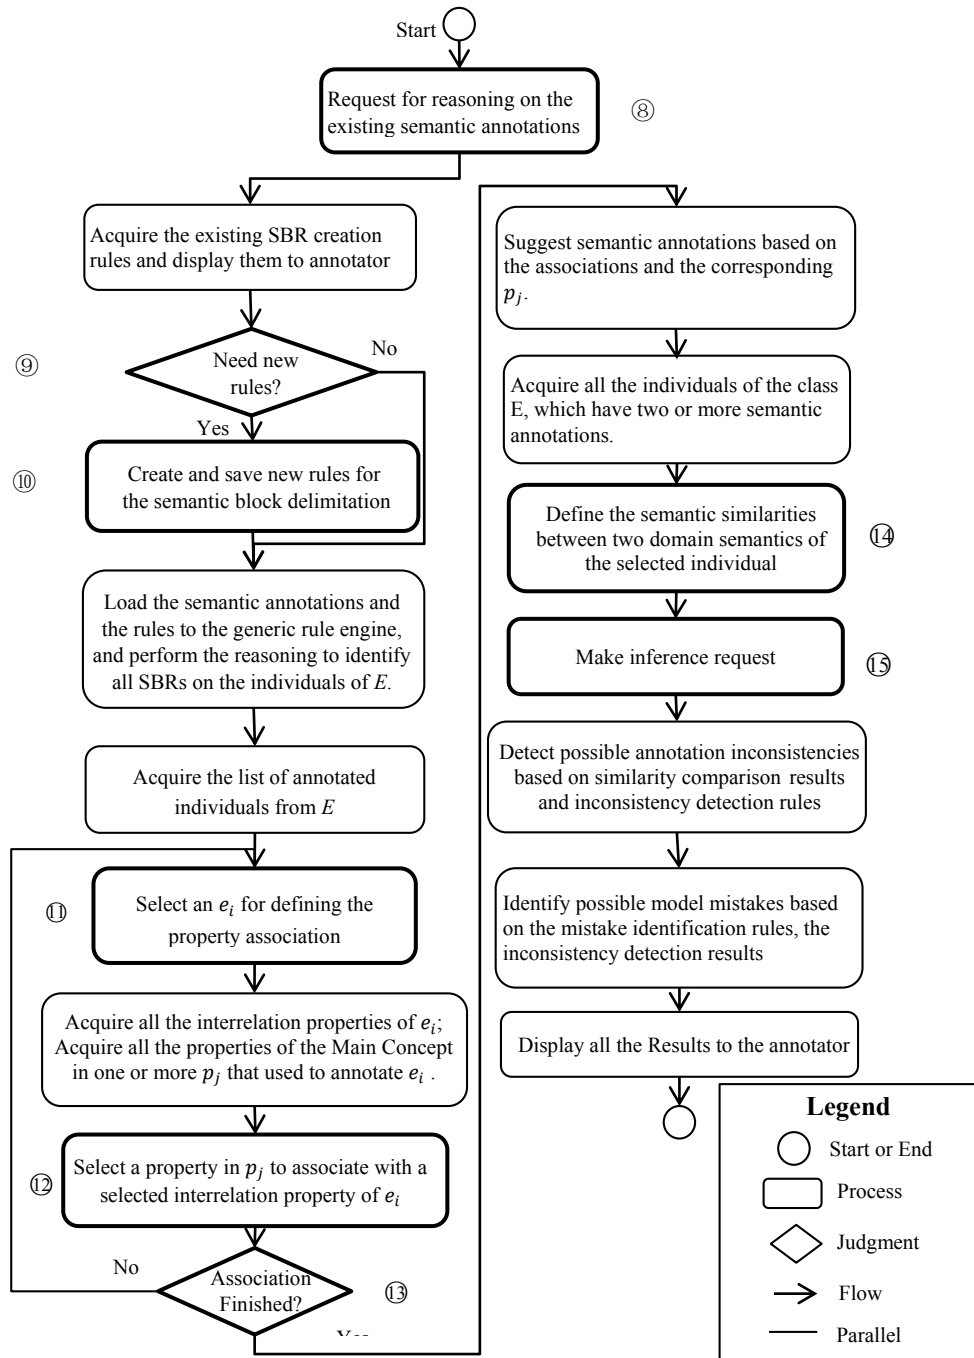 Start
Request for reasoning on the
existing semantic annotations
⑧
Acquire the existing SBR creation
rules and display them to annotator
⑨
Need new
rules?
No
Yes
⑩
Create and save new rules for
the semantic block delimitation
Load the semantic annotations and
the rules to the generic rule engine,
and perform the reasoning to identify
all SBRs on the individuals of E.
Acquire the list of annotated
individuals from E
⑪
Select an e_i for defining the
property association
Acquire all the interrelation properties of e_i;
Acquire all the properties of the Main Concept
in one or more p_j that used to annotate e_i .
⑫
Select a property in p_j to associate with a
selected interrelation property of e_i
No
Association
Finished?
⑬
Yes
Suggest semantic annotations based on
the associations and the corresponding
p_j.
Acquire all the individuals of the class
E, which have two or more semantic
annotations.
Define the semantic similarities
between two domain semantics of
the selected individual
⑭
Make inference request
⑮
Detect possible annotation inconsistencies
based on similarity comparison results
and inconsistency detection rules
Identify possible model mistakes based
on the mistake identification rules, the
inconsistency detection results
Display all the Results to the annotator
Legend
Start or End
Process
Judgment
Flow
Parallel